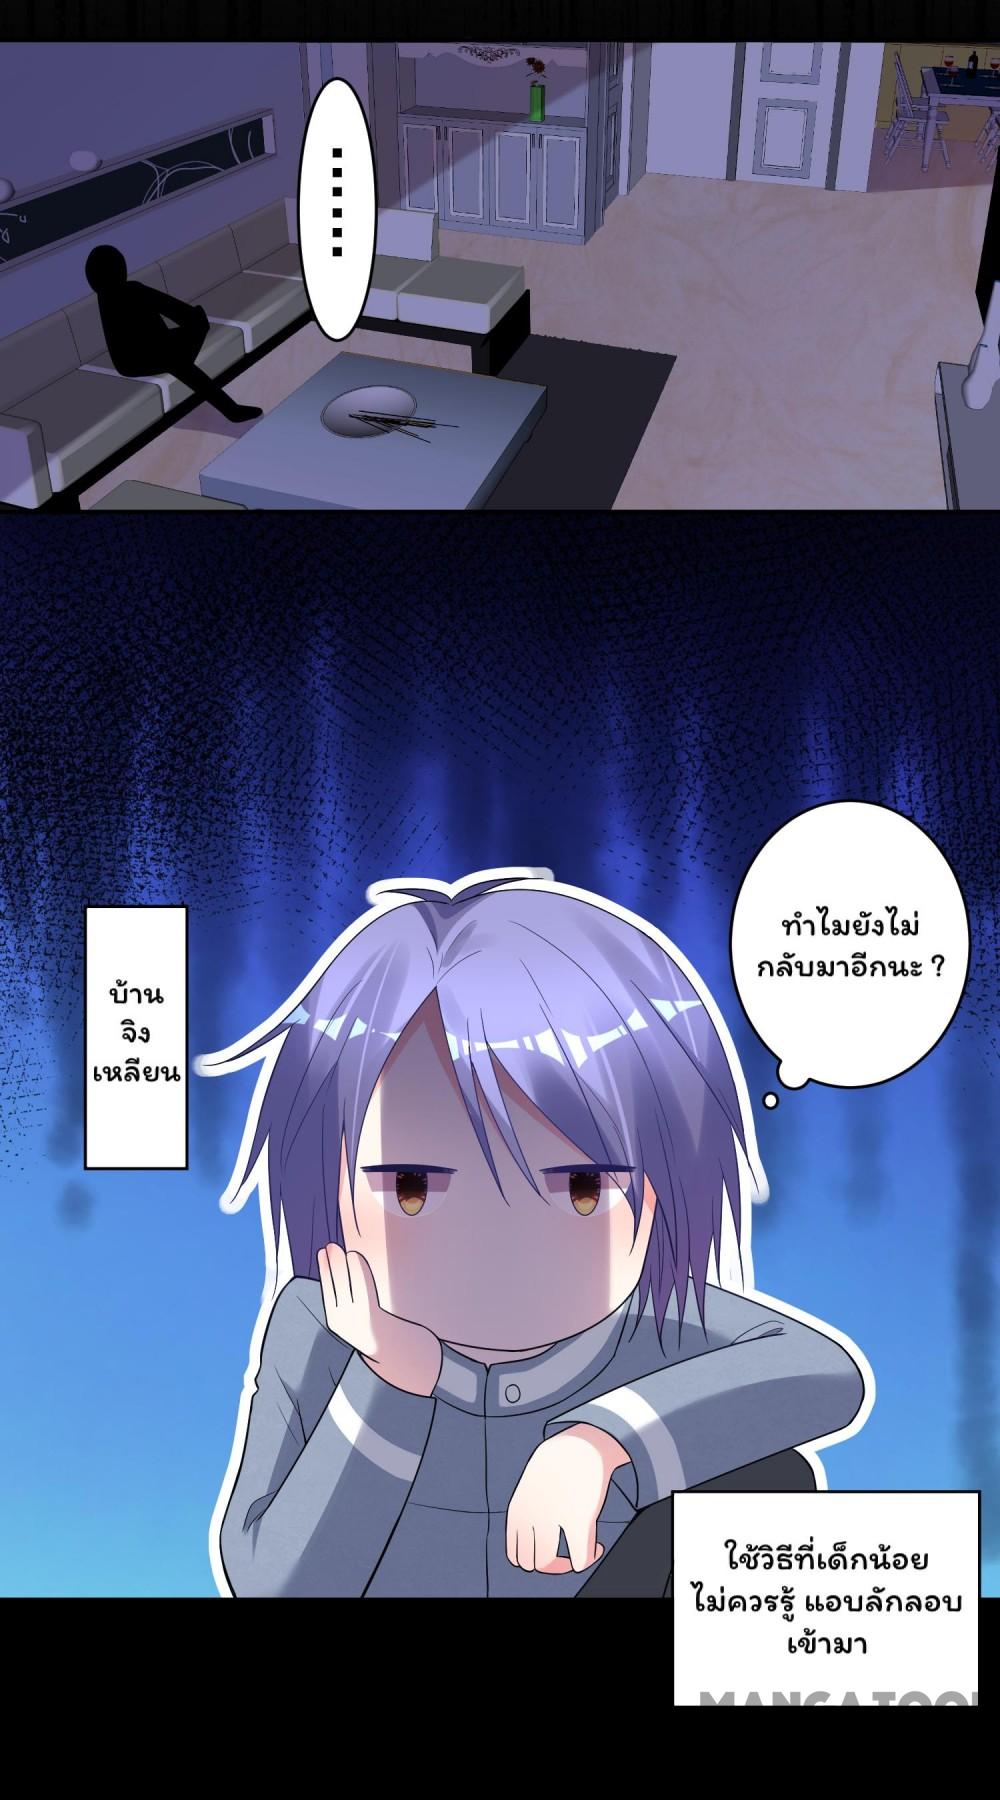 .......
ทำไมยังไม่
กลับมาอีกนะ ?
บ้าน
จิง
เหลียน
ใช้วิธีที่เด็กน้อย
ไม่ควรรู้ แอบลักลอบ
เข้ามา
MANGATOON